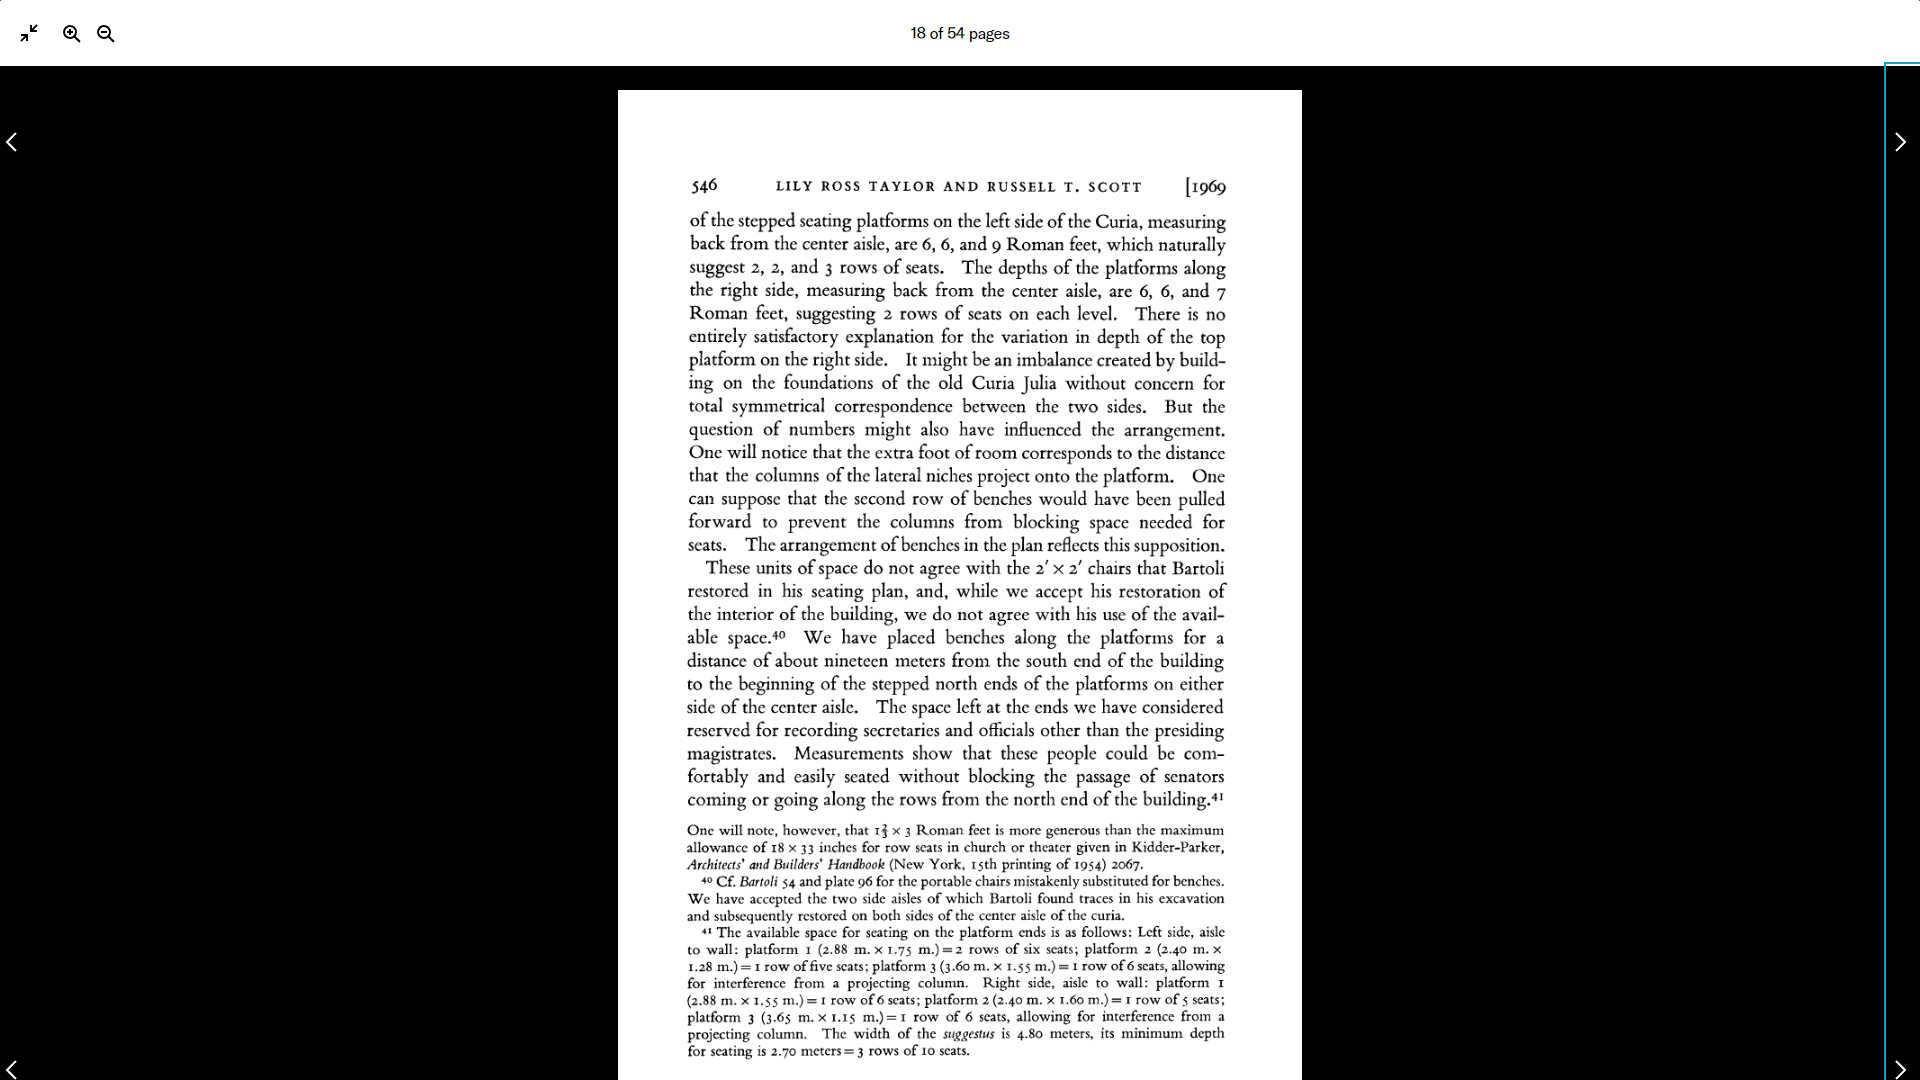 18 of 54 pages
546 LILY ROSS TAYLOR AND RUSSELL T. SCOTT [1969
of the stepped seating platforms on the left side of the Curia, measuring
back from the center aisle, are 6, 6, and 9 Roman feet, which naturally
suggest 2, 2, and 3 rows of seats. The depths of the platforms along
the right side, measuring back from the center aisle, are 6, 6, and 7
Roman feet, suggesting 2 rows of seats on each level. There is no
entirely satisfactory explanation for the variation in depth of the top
platform on the right side. It might be an imbalance created by build-
ing on the foundations of the old Curia Julia without concern for
total symmetrical correspondence between the two sides. But the
question of numbers might also have influenced the arrangement.
One will notice that the extra foot of room corresponds to the distance
that the columns of the lateral niches project onto the platform. One
can suppose that the second row of benches would have been pulled
forward to prevent the columns from blocking space needed for
seats. The arrangement of benches in the plan reflects this supposition.
These units of space do not agree with the 2′ × 2′ chairs that Bartoli
restored in his seating plan, and, while we accept his restoration of
the interior of the building, we do not agree with his use of the avail-
able space.⁴⁰ We have placed benches along the platforms for a
distance of about nineteen meters from the south end of the building
to the beginning of the stepped north ends of the platforms on either
side of the center aisle. The space left at the ends we have considered
reserved for recording secretaries and officials other than the presiding
magistrates. Measurements show that these people could be com-
fortably and easily seated without blocking the passage of senators
coming or going along the rows from the north end of the building.⁴¹
One will note, however, that 1⅔ × 3 Roman feet is more generous than the maximum
allowance of 18 × 33 inches for row seats in church or theater given in Kidder-Parker,
Architects' and Builders' Handbook (New York, 15th printing of 1954) 2067.
⁴⁰ Cf. Bartoli 54 and plate 96 for the portable chairs mistakenly substituted for benches.
We have accepted the two side aisles of which Bartoli found traces in his excavation
and subsequently restored on both sides of the center aisle of the curia.
⁴¹ The available space for seating on the platform ends is as follows: Left side, aisle
to wall: platform 1 (2.88 m. × 1.75 m.) = 2 rows of six seats; platform 2 (2.40 m. ×
1.28 m.) = 1 row of five seats; platform 3 (3.60 m. × 1.55 m.) = 1 row of 6 seats, allowing
for interference from a projecting column. Right side, aisle to wall: platform 1
(2.88 m. × 1.55 m.) = 1 row of 6 seats; platform 2 (2.40 m. × 1.60 m.) = 1 row of 5 seats;
platform 3 (3.65 m. × 1.15 m.) = 1 row of 6 seats, allowing for interference from a
projecting column. The width of the suggestus is 4.80 meters, its minimum depth
for seating is 2.70 meters = 3 rows of 10 seats.